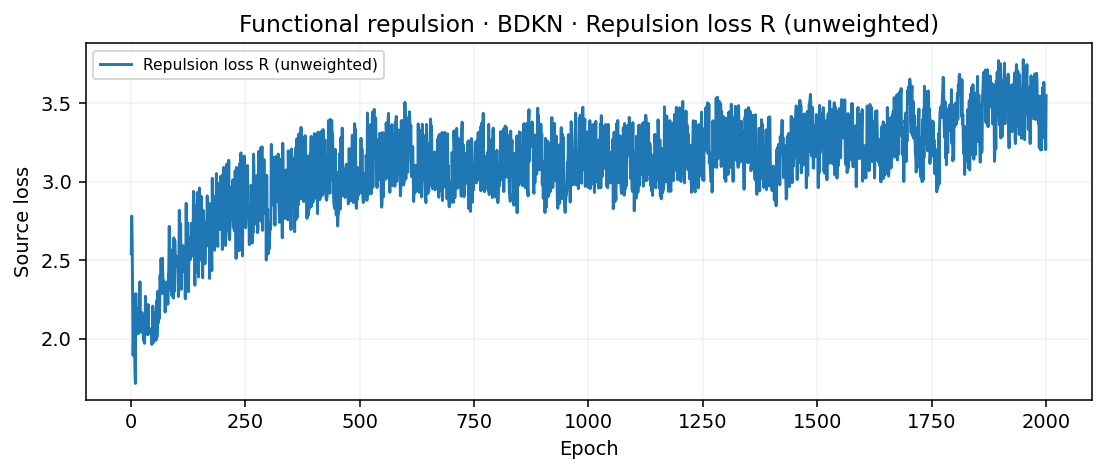 Functional repulsion · BDKN · Repulsion loss R (unweighted)
Repulsion loss R (unweighted)
Source loss
3.5
3.0
2.5
2.0
0 250 500 750 1000 1250 1500 1750 2000
Epoch